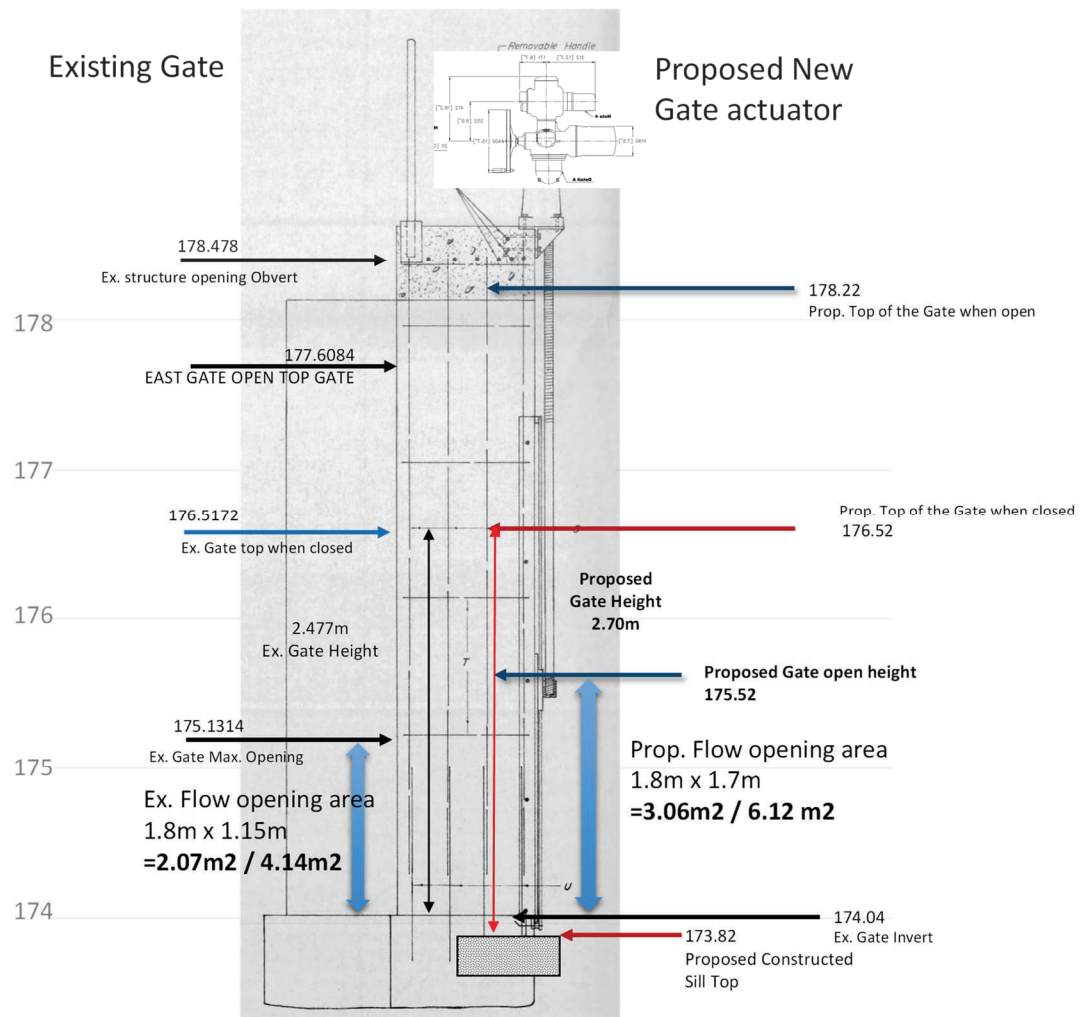 Existing Gate
Removable Handle
Proposed New
Gate actuator
178.478
Ex. structure opening Obvert
178.22
Prop. Top of the Gate when open
178
177.6084
EAST GATE OPEN TOP GATE
177
176.5172
Ex. Gate top when closed
Prop. Top of the Gate when closed
176.52
Proposed
Gate Height
2.70m
176
2.477m
Ex. Gate Height
T
Proposed Gate open height
175.52
175.1314
Ex. Gate Max. Opening
175
Prop. Flow opening area
1.8m x 1.7m
=3.06m2 / 6.12 m2
Ex. Flow opening area
1.8m x 1.15m
=2.07m2 / 4.14m2
U
174
174.04
Ex. Gate Invert
173.82
Proposed Constructed
Sill Top